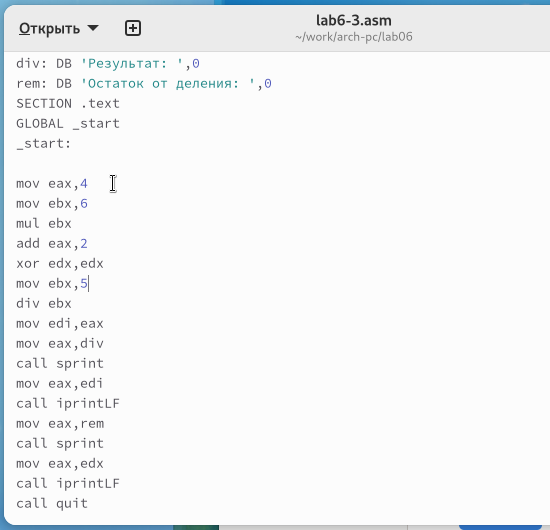 Открыть
lab6-3.asm
~/work/arch-pc/lab06
div: DB 'Результат: ',0
rem: DB 'Остаток от деления: ',0
SECTION .text
GLOBAL _start
_start:
mov eax,4
mov ebx,6
mul ebx
add eax,2
xor edx,edx
mov ebx,5
div ebx
mov edi,eax
mov eax,div
call sprint
mov eax,edi
call iprintLF
mov eax,rem
call sprint
mov eax,edx
call iprintLF
call quit